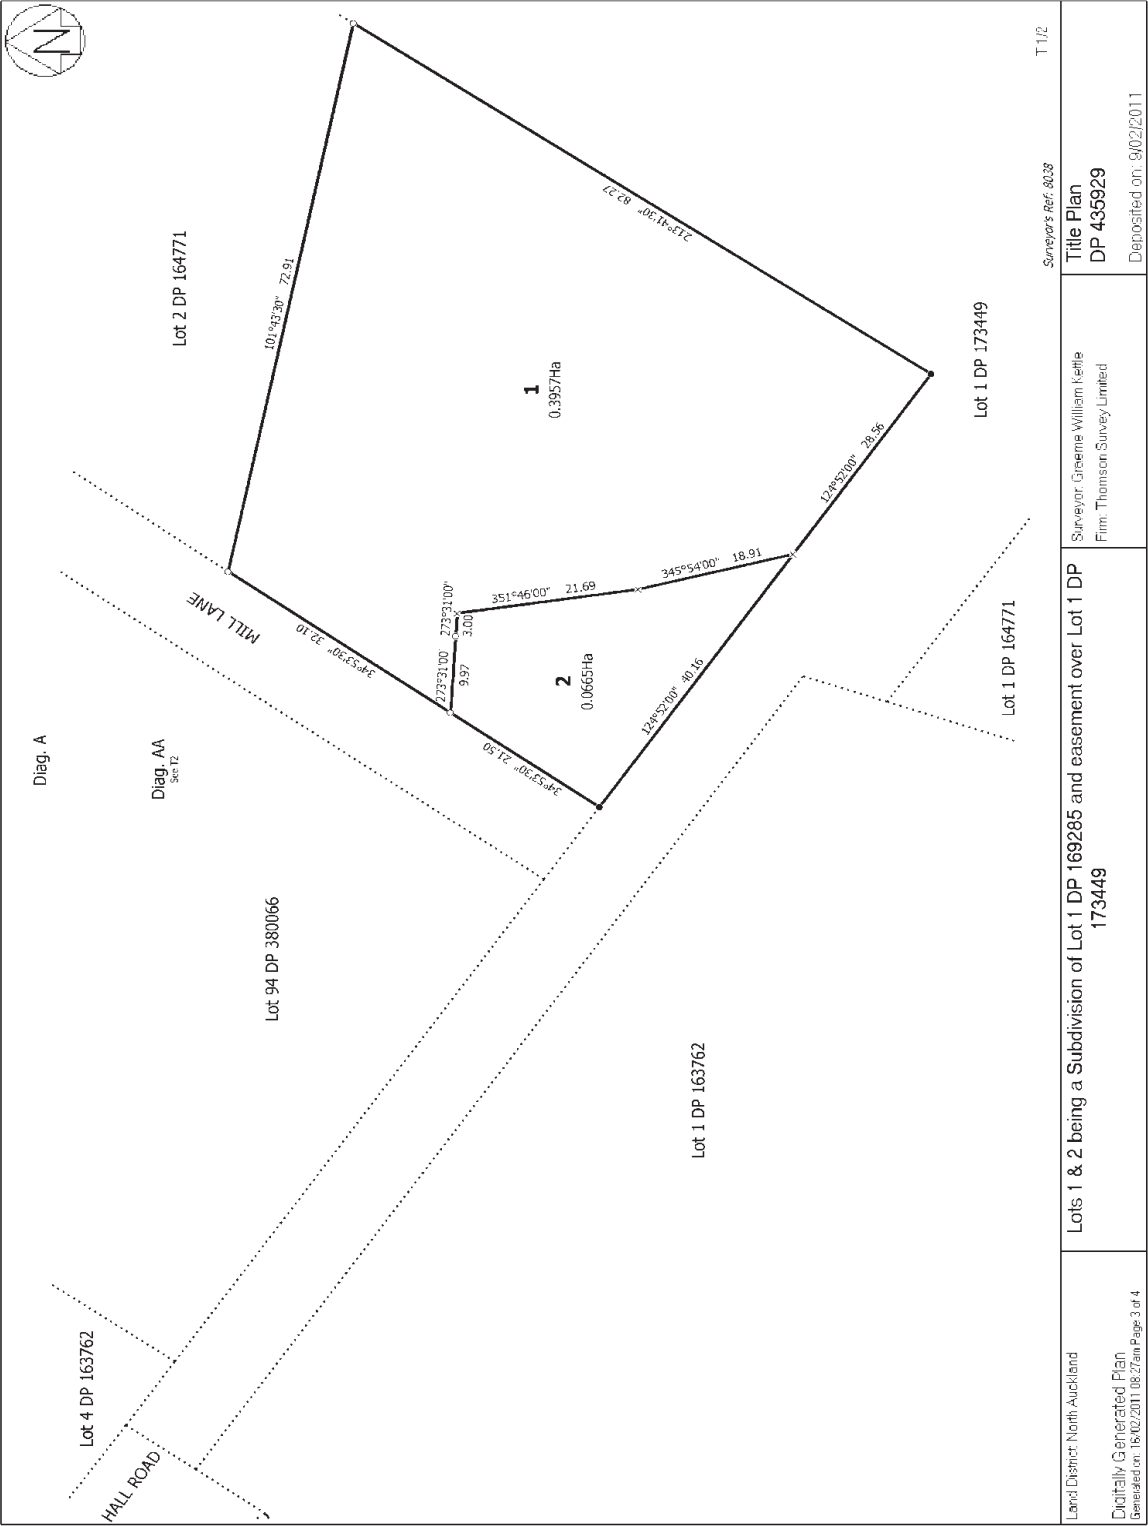 N
Diag. A
Diag. AA
See T2
Lot 2 DP 164771
101°43'30" 72.91
213°41'30" 82.27
MILL LANE
34°53'30" 32.10
1
0.3957Ha
273°31'00 9.97
273°31'00" 3.00
351°46'00" 21.69
345°54'00" 18.91
124°52'00" 28.56
34°53'30" 21.50
2
0.0665Ha
124°52'00" 40.16
Lot 1 DP 173449
Lot 94 DP 380066
Lot 1 DP 164771
Lot 1 DP 163762
Lot 4 DP 163762
HALL ROAD
T 1/2
Surveyor's Ref: 8038
Land District: North Auckland
Digitally Generated Plan
Generated on: 16/02/2011 08:27am Page 3 of 4
Lots 1 & 2 being a Subdivision of Lot 1 DP 169285 and easement over Lot 1 DP
173449
Surveyor: Graeme William Kettle
Firm: Thomson Survey Limited
Title Plan
DP 435929
Deposited on: 9/02/2011